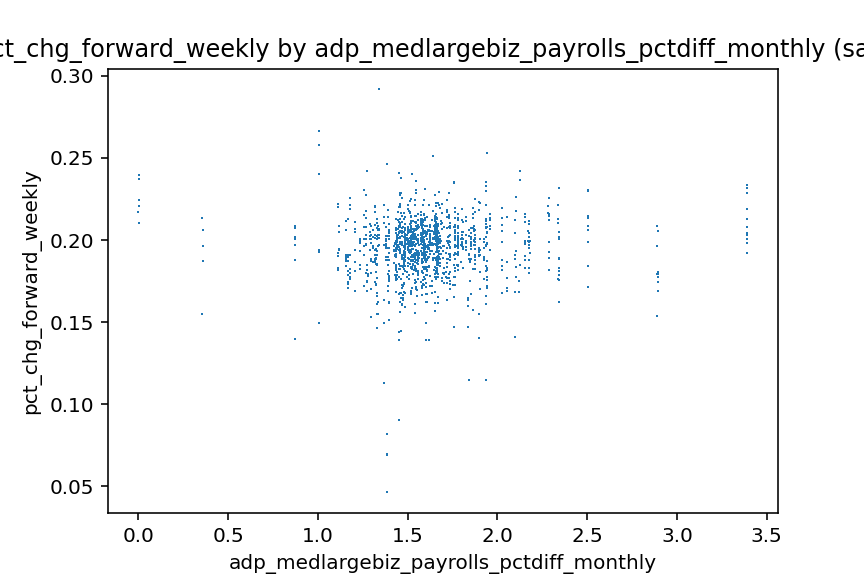 ct_chg_forward_weekly by adp_medlargebiz_payrolls_pctdiff_monthly (sa
0.30
0.25
0.20
0.15
0.10
0.05
pct_chg_forward_weekly
0.0 0.5 1.0 1.5 2.0 2.5 3.0 3.5
adp_medlargebiz_payrolls_pctdiff_monthly